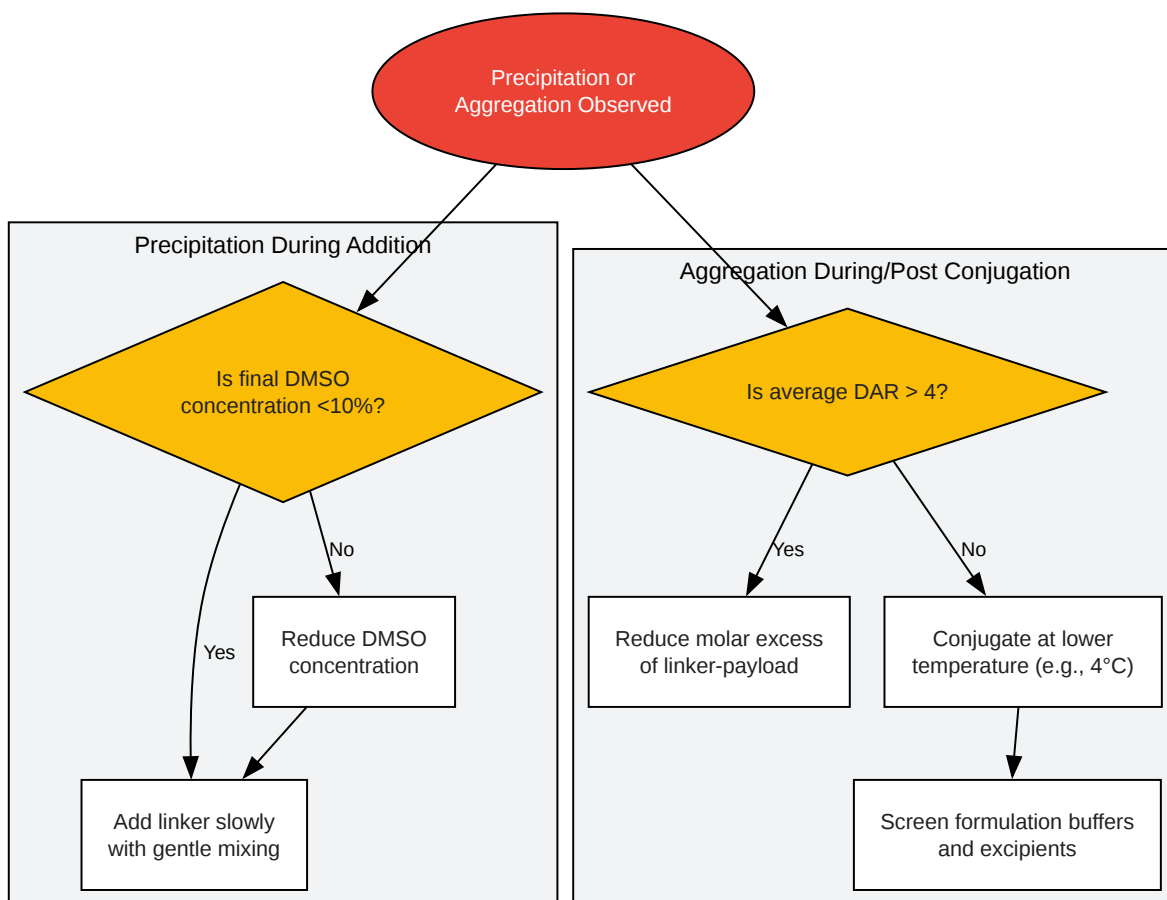 Precipitation or
Aggregation Observed
Precipitation During Addition
Is final DMSO
concentration <10%?
No
Yes
Reduce DMSO
concentration
Add linker slowly
with gentle mixing
Aggregation During/Post Conjugation
Is average DAR > 4?
Yes
No
Reduce molar excess
of linker-payload
Conjugate at lower
temperature (e.g., 4°C)
Screen formulation buffers
and excipients